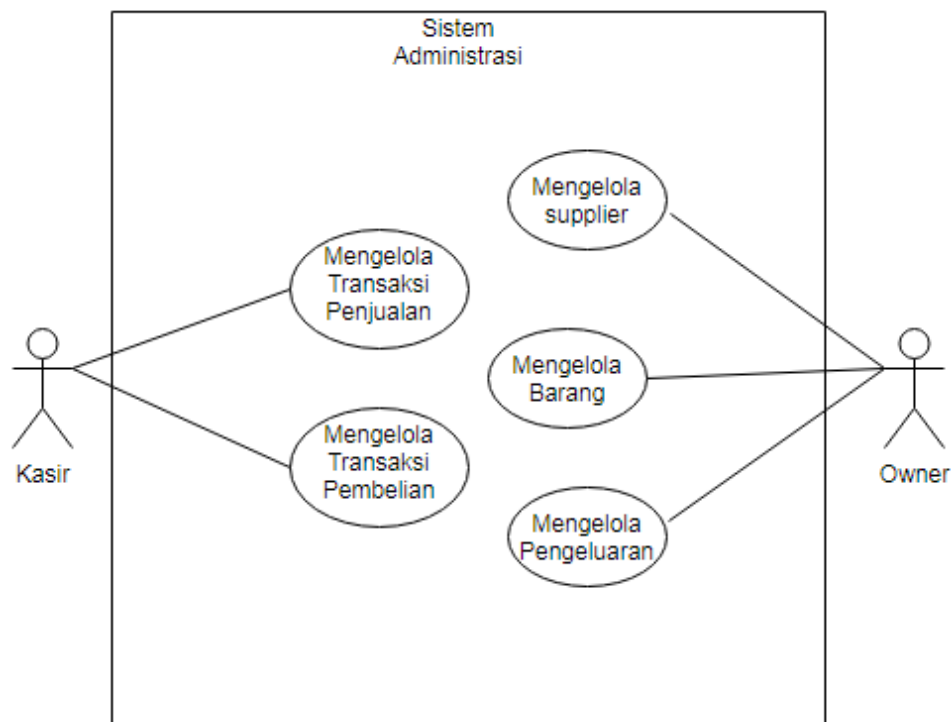 Sistem
Administrasi
Mengelola
supplier
Mengelola
Transaksi
Penjualan
Mengelola
Barang
Mengelola
Transaksi
Pembelian
Kasir
Owner
Mengelola
Pengeluaran